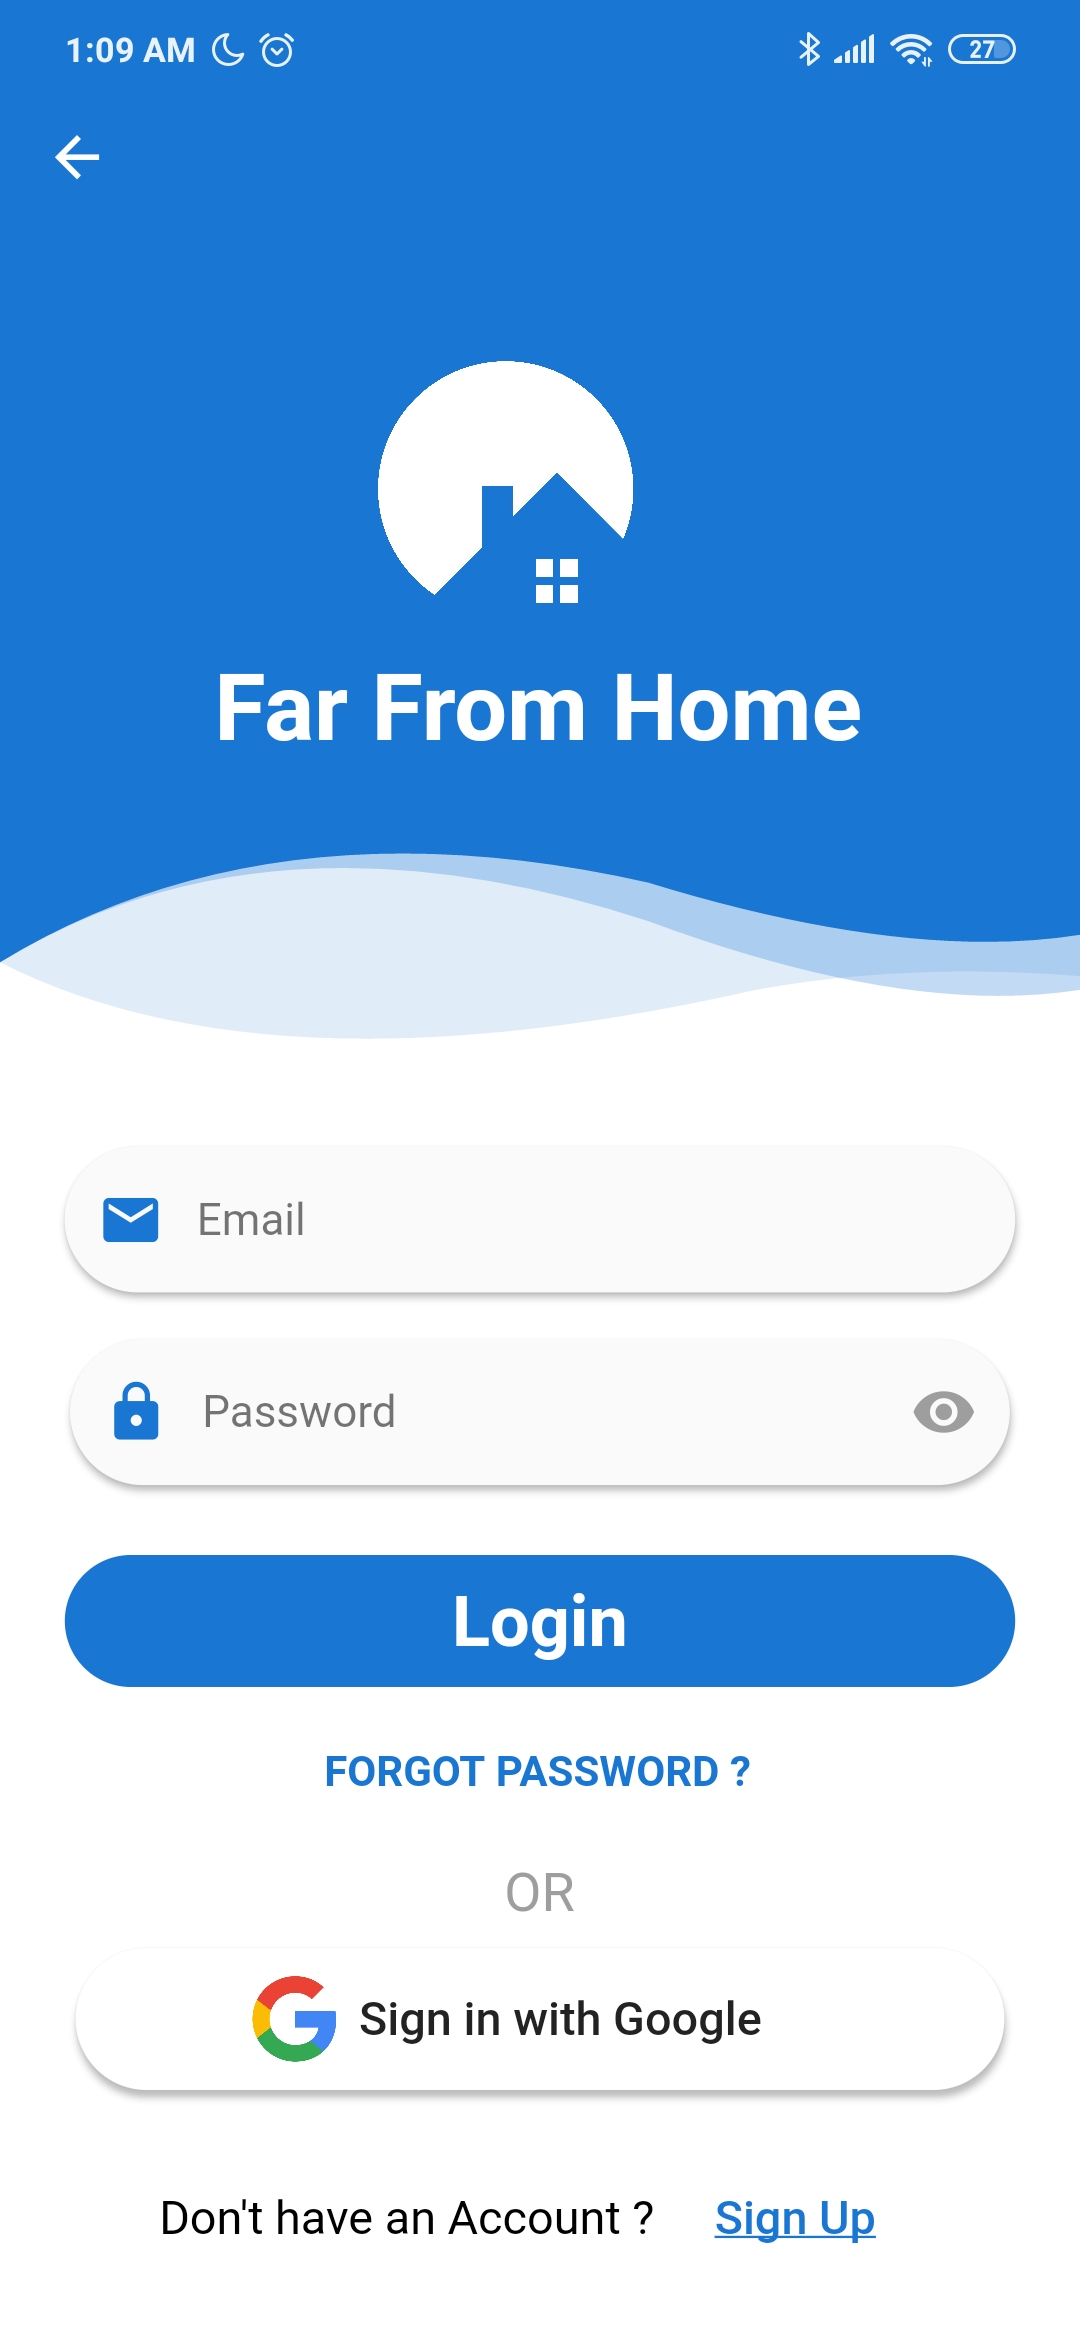 1:09 AM 27
Far From Home
Email
Password
Login
FORGOT PASSWORD ?
OR
Sign in with Google
Don't have an Account ? Sign Up